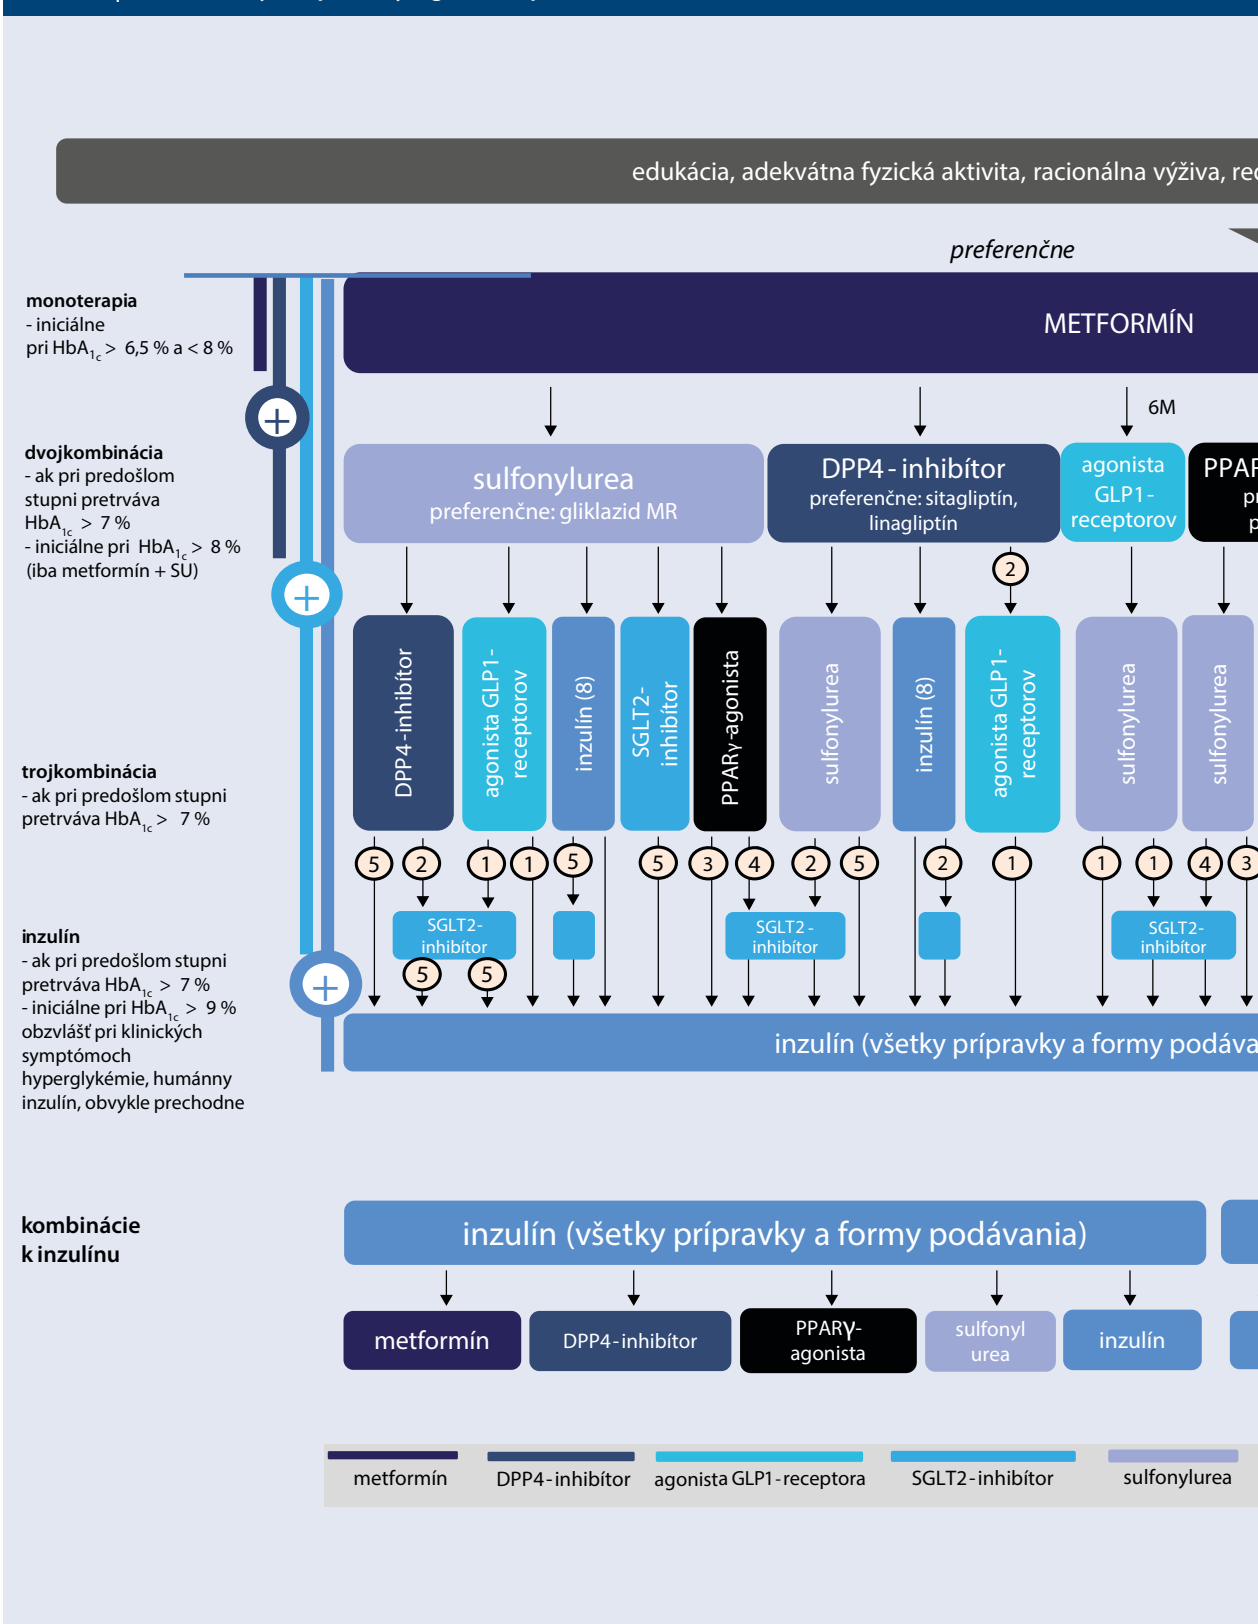 edukácia, adekvátna fyzická aktivita, racionálna výživa,
preferenčne
monoterapia
- iniciálne
pri HbA1c > 6,5 % a < 8 %
METFORMÍN
6M
dvojkombinácia
- ak pri predošlom
stupni pretrváva
HbA1c > 7 %
- iniciálne pri HbA1c > 8 %
(iba metformín + SU)
sulfonylurea
preferenčne: gliklazid MR
DPP4 - inhibítor
preferenčne: sitagliptín,
linagliptín
agonista
GLP1-
receptorov
PPAR
2
trojkombinácia
- ak pri predošlom stupni
pretrváva HbA1c > 7 %
DPP4-inhibítor
agonista GLP1-
receptorov
inzulín (8)
SGLT2-
inhibítor
PPARγ-agonista
sulfonylurea
inzulín (8)
agonista GLP1-
receptorov
sulfonylurea
sulfonylurea
5 2 1 1 5 5 3 4 2 5 2 1 1 1 4 3
SGLT2-
inhibítor
SGLT2 -
inhibítor
SGLT2-
inhibítor
5 5
inzulín
- ak pri predošlom stupni
pretrváva HbA1c > 7 %
- iniciálne pri HbA1c > 9 %
obzvlášť pri klinických
symptómoch
hyperglykémie, humánny
inzulín, obvykle prechodne
inzulín (všetky prípravky a formy
kombinácie
k inzulínu
inzulín (všetky prípravky a formy podávania)
metformín
DPP4-inhibítor
PPARγ-
agonista
sulfonyl
urea
inzulín
metformín DPP4-inhibítor agonista GLP1-receptora SGLT2-inhibítor sulfonylurea